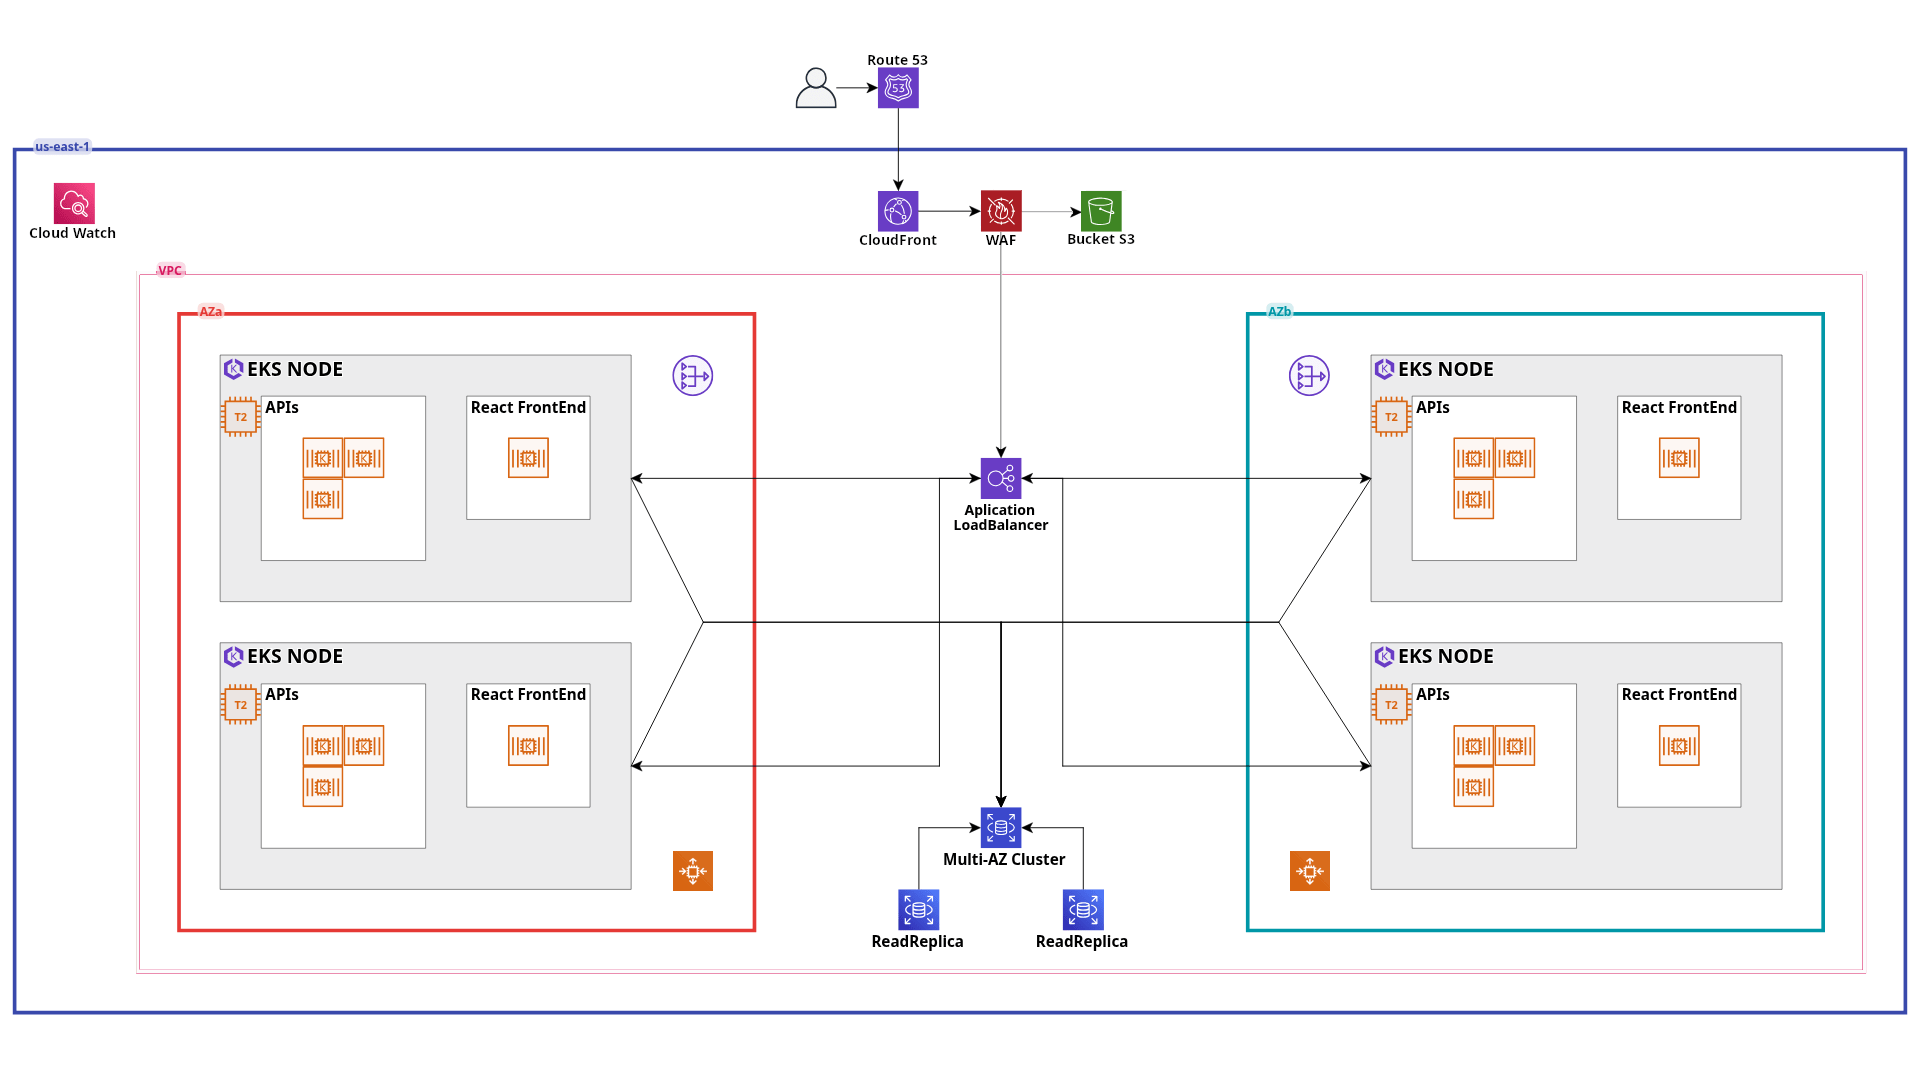 Route 53
53
us-east-1
Cloud Watch
CloudFront
WAF
Bucket S3
VPC
AZa
AZb
K
EKS NODE
T2
APIs
React FrontEnd
K
K
K
K
K
EKS NODE
T2
APIs
React FrontEnd
K
K
K
K
Aplication
LoadBalancer
K
EKS NODE
T2
APIs
React FrontEnd
K
K
K
K
K
EKS NODE
T2
APIs
React FrontEnd
K
K
K
K
Multi-AZ Cluster
ReadReplica
ReadReplica